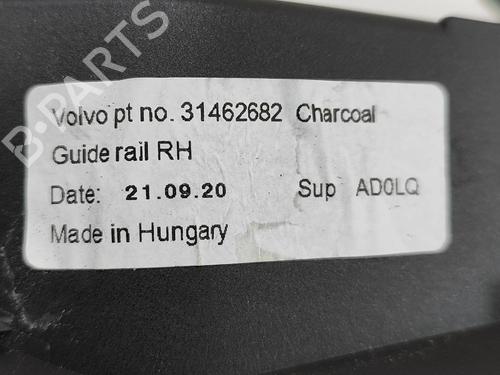 B-PARTS
Volvo pt no. 31462682 Charcoal
Guide rail RH
Date: 21.09.20 Sup AD0LQ
Made in Hungary